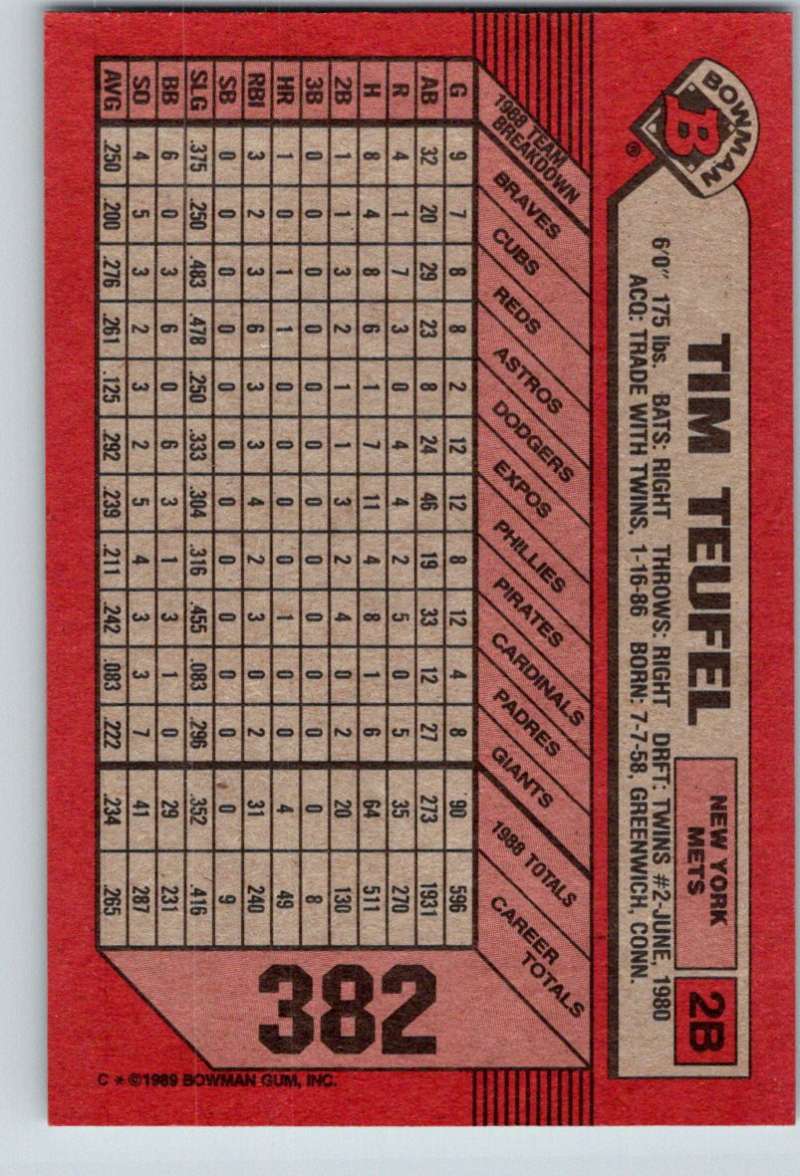 BOWMAN
B
®
TIM TEUFEL
NEW YORK
METS
2B
6'0" 175 lbs. BATS: RIGHT THROWS: RIGHT DRFT: TWINS #2-JUNE, 1980
ACQ: TRADE WITH TWINS, 1-16-86 BORN: 7-7-58, GREENWICH, CONN.
1988 TEAM
BREAKDOWN
BRAVES
CUBS
REDS
ASTROS
DODGERS
EXPOS
PHILLIES
PIRATES
CARDINALS
PADRES
GIANTS
1988 TOTALS
CAREER
TOTALS
G 9 7 8 8 2 12 12 8 12 4 8 90 596
AB 32 20 29 23 8 24 46 19 33 12 27 273 1931
R 4 1 7 3 0 4 4 2 5 0 5 35 270
H 8 4 8 6 1 7 11 4 8 1 6 64 511
2B 1 1 3 2 1 1 3 2 4 0 2 20 130
3B 0 0 0 0 0 0 0 0 0 0 0 0 8
HR 1 0 1 1 0 0 0 0 1 0 0 4 49
RBI 3 2 3 6 3 3 4 2 3 0 2 31 240
SB 0 0 0 0 0 0 0 0 0 0 0 0 9
SLG .375 .250 .483 .478 .250 .333 .304 .316 .455 .083 .296 .352 .416
BB 6 0 3 6 0 6 3 1 3 1 0 29 231
SO 4 5 3 2 3 2 5 4 3 3 7 41 287
AVG .250 .200 .276 .261 .125 .292 .239 .211 .242 .083 .222 .234 .265
382
C * ©1989 BOWMAN GUM, INC.